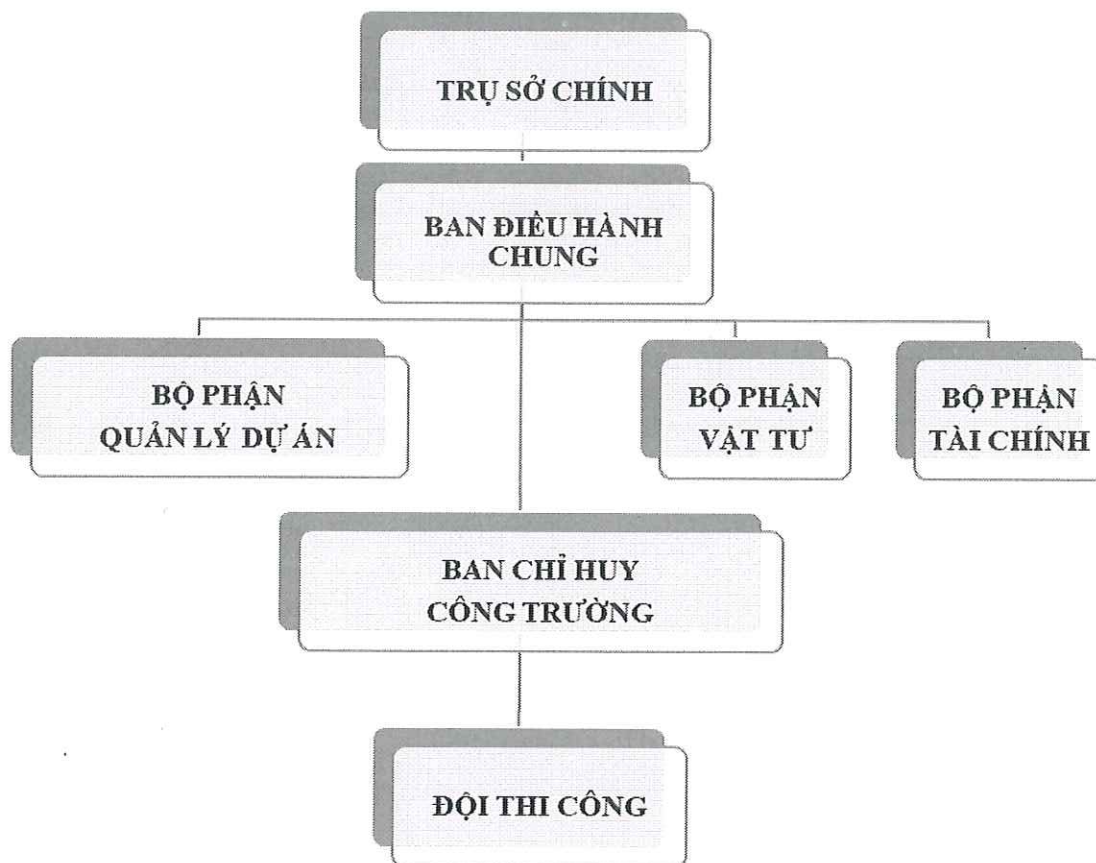 TRỤ SỞ CHÍNH
BAN ĐIỀU HÀNH
CHUNG
BỘ PHẬN
QUẢN LÝ DỰ ÁN
BỘ PHẬN
VẬT TƯ
BỘ PHẬN
TÀI CHÍNH
BAN CHỈ HUY
CÔNG TRƯỜNG
ĐỘI THI CÔNG